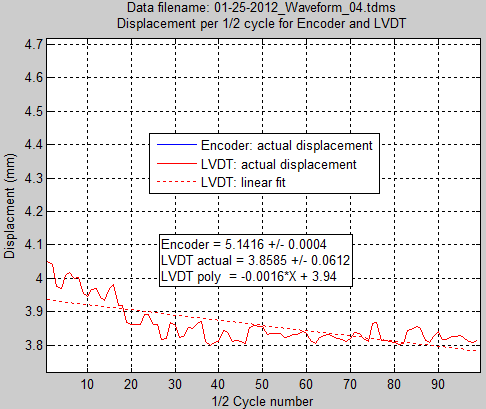 Data filename: 01-25-2012_Waveform_04.tdms
Displacement per 1/2 cycle for Encoder and LVDT
4.7
4.6
4.5
4.4
4.3
4.2
4.1
4
3.9
3.8
Displacment (mm)
Encoder: actual displacement
LVDT: actual displacement
LVDT: linear fit
Encoder = 5.1416 +/- 0.0004
LVDT actual = 3.8585 +/- 0.0612
LVDT poly = -0.0016*X + 3.94
10 20 30 40 50 60 70 80 90
1/2 Cycle number